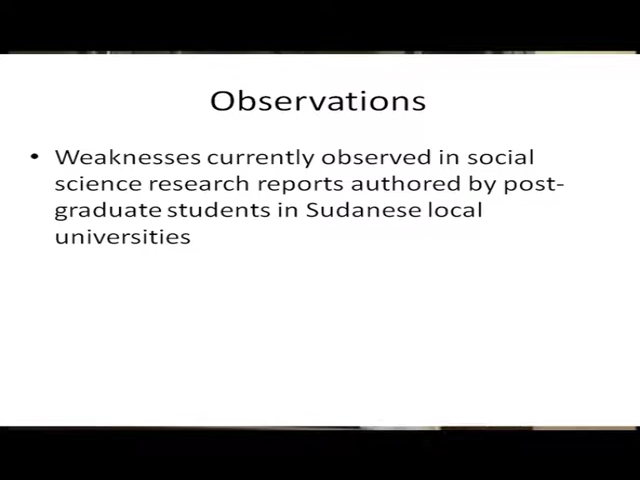 Observations
• Weaknesses currently observed in social
science research reports authored by post-
graduate students in Sudanese local
universities